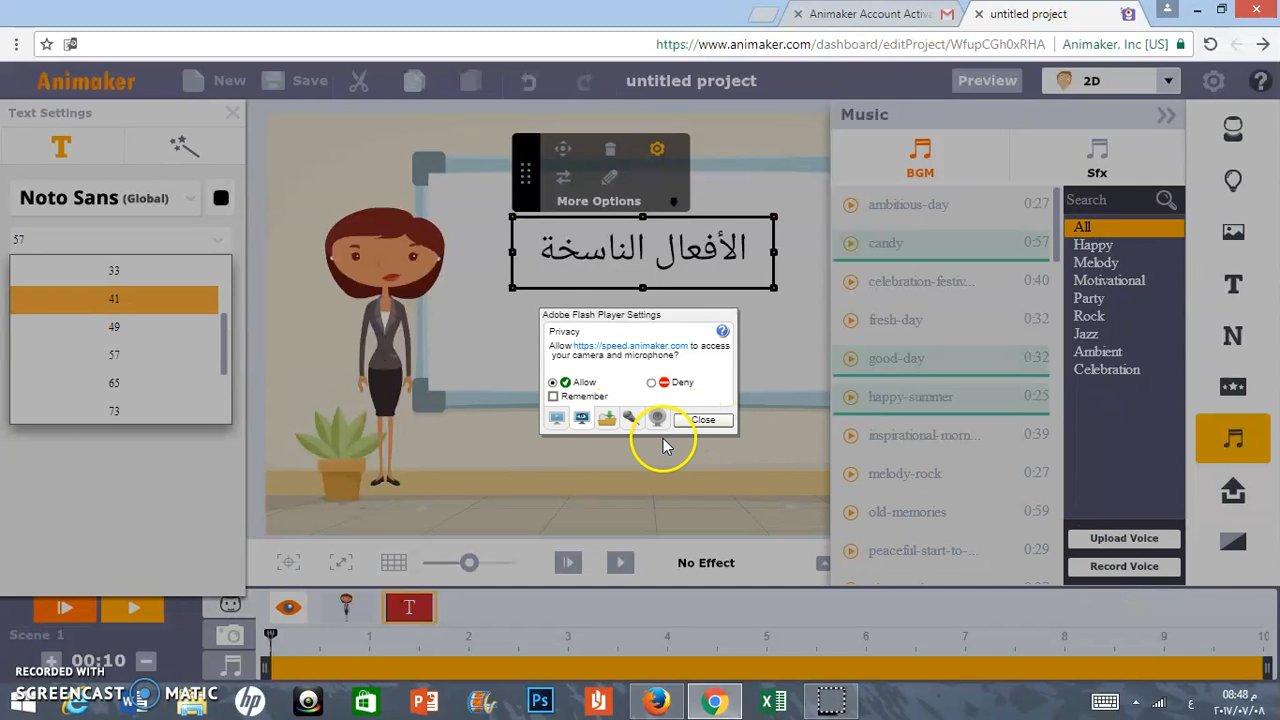 Animaker Account Activa
untitled project
https://www.animaker.com/dashboard/editProject/WfupCGh0xRHA
Animaker, Inc [US]
Animaker
New
Save
untitled project
Preview
2D
Text Settings
T
Noto Sans (Global)
57
33
41
49
57
65
73
More Options
الأفعال الناسخة
Adobe Flash Player Settings
Privacy
Allow https://speed.animaker.com to access
your camera and microphone?
Allow
Deny
Remember
Close
Music
BGM
Sfx
ambitious-day 0:27
candy 0:57
celebration-festiv... 0:40
fresh-day 0:32
good-day 0:32
happy-summer 0:25
inspirational-morn... 0:39
melody-rock 0:27
old-memories 0:32
peaceful-start-to-... 0:29
Search
All
Happy
Melody
Motivational
Party
Rock
Jazz
Ambient
Celebration
Upload Voice
Record Voice
T
N
No Effect
T
Scene 1
00:10
0 1 2 3 4 5 6 7 8 9 10
RECORDED WITH
SCREENCAST MATIC
08:48 م
٢٠١٧/٠٧/٠٨
ع